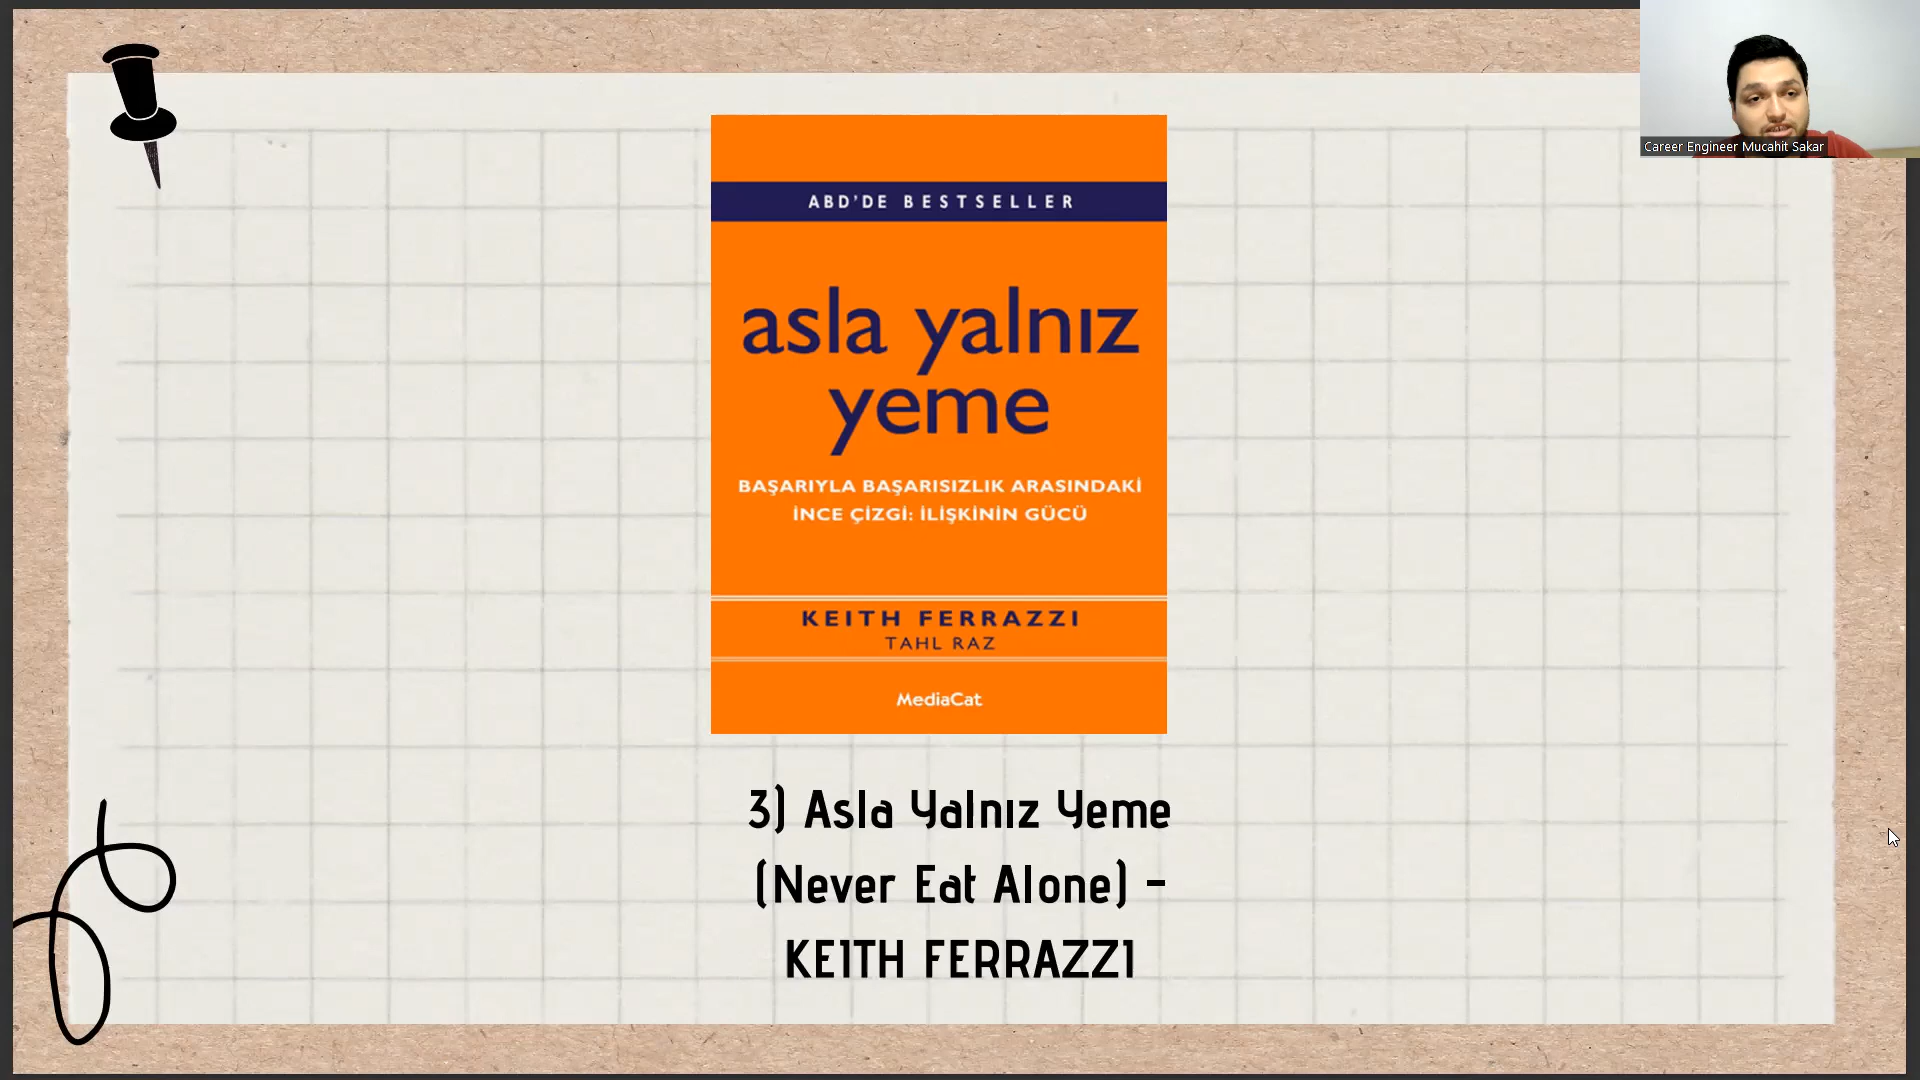 Career Engineer Mucahit Sakar
ABD'DE BESTSELLER
asla yalnız
yeme
BAŞARIYLA BAŞARISIZLIK ARASINDAKİ
İNCE ÇİZGİ: İLİŞKİNİN GÜCÜ
KEITH FERRAZZI
TAHL RAZ
MediaCat
3) Asla Yalnız Yeme
(Never Eat Alone) -
KEITH FERRAZZI